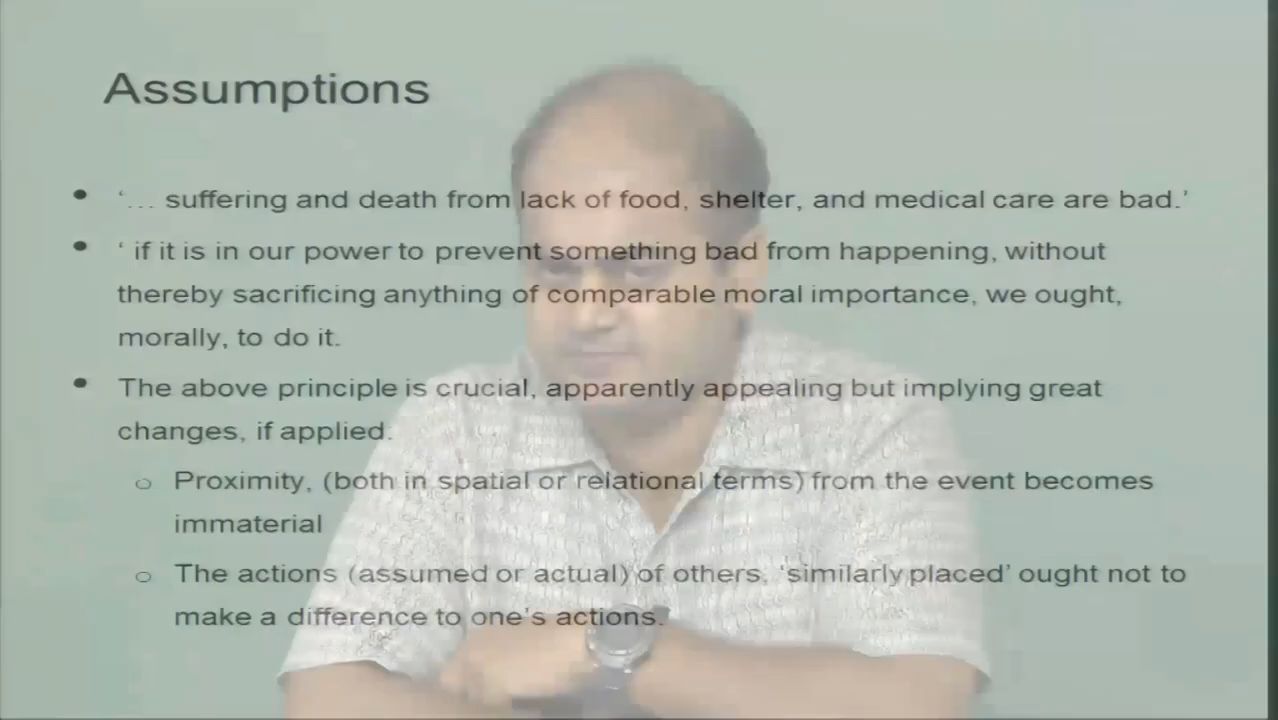 Assumptions
• ‘… suffering and death from lack of food, shelter, and medical care are bad.’
• ‘ if it is in our power to prevent something bad from happening, without
thereby sacrificing anything of comparable moral importance, we ought,
morally, to do it.
• The above principle is crucial, apparently appealing but implying great
changes, if applied.
o Proximity, (both in spatial or relational terms) from the event becomes
immaterial
o The actions (assumed or actual) of others, ‘similarly placed’ ought not to
make a difference to one’s actions.